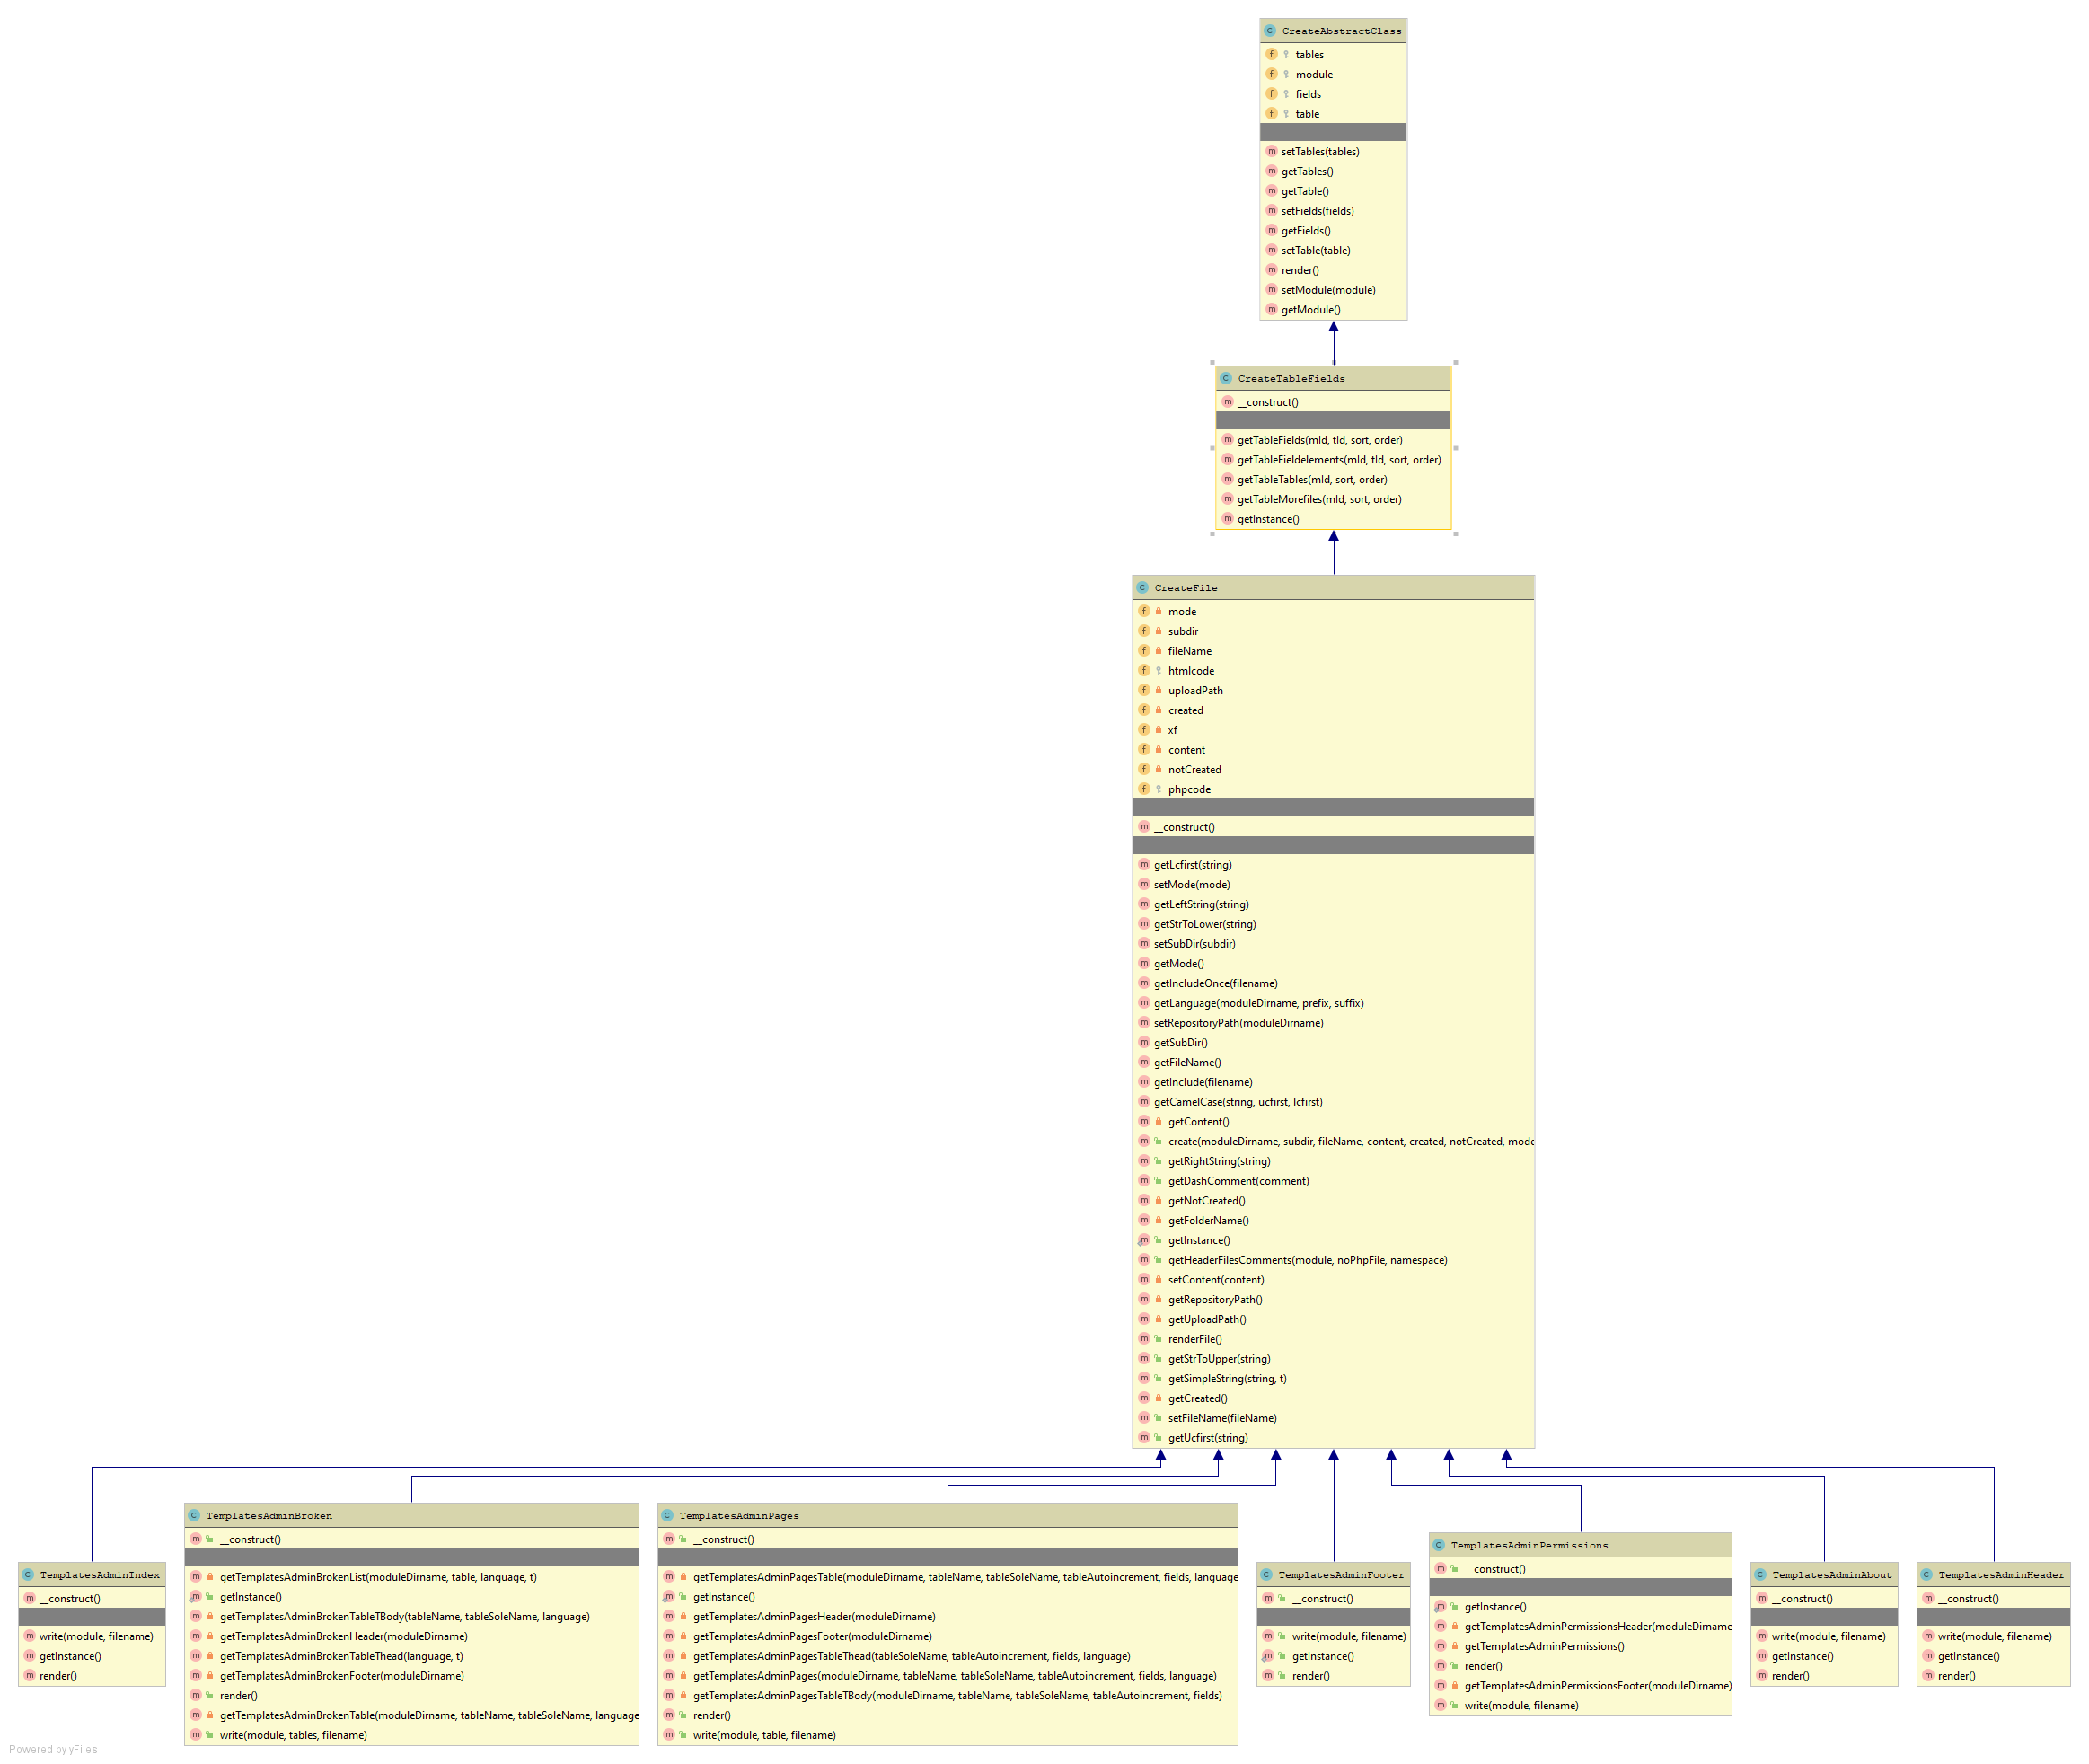 CreateAbstractClass
tables
module
fields
table
setTables(tables)
getTables()
getTable()
setFields(fields)
getFields()
setTable(table)
render()
setModule(module)
getModule()
CreateTableFields
__construct()
getTableFields(mId, tId, sort, order)
getTableFieldelements(mId, tId, sort, order)
getTableTables(mId, sort, order)
getTableMorefiles(mId, sort, order)
getInstance()
CreateFile
mode
subdir
fileName
htmlcode
uploadPath
created
xf
content
notCreated
phpcode
__construct()
getLcfirst(string)
setMode(mode)
getLeftString(string)
getStrToLower(string)
setSubDir(subdir)
getMode()
getIncludeOnce(filename)
getLanguage(moduleDirname, prefix, suffix)
setRepositoryPath(moduleDirname)
getSubDir()
getFileName()
getInclude(filename)
getCamelCase(string, ucfirst, lcfirst)
getContent()
create(moduleDirname, subdir, fileName, content, created, notCreated, mode
getRightString(string)
getDashComment(comment)
getNotCreated()
getFolderName()
getInstance()
getHeaderFilesComments(module, noPhpFile, namespace)
setContent(content)
getRepositoryPath()
getUploadPath()
renderFile()
getStrToUpper(string)
getSimpleString(string, t)
getCreated()
setFileName(fileName)
getUcfirst(string)
TemplatesAdminIndex
__construct()
write(module, filename)
getInstance()
render()
TemplatesAdminBroken
__construct()
getTemplatesAdminBrokenList(moduleDirname, table, language, t)
getInstance()
getTemplatesAdminBrokenTableTBody(tableName, tableSoleName, language)
getTemplatesAdminBrokenHeader(moduleDirname)
getTemplatesAdminBrokenTableThead(language, t)
getTemplatesAdminBrokenFooter(moduleDirname)
render()
getTemplatesAdminBrokenTable(moduleDirname, tableName, tableSoleName, language
write(module, tables, filename)
TemplatesAdminPages
__construct()
getTemplatesAdminPagesTable(moduleDirname, tableName, tableSoleName, tableAutoincrement, fields, language
getInstance()
getTemplatesAdminPagesHeader(moduleDirname)
getTemplatesAdminPagesFooter(moduleDirname)
getTemplatesAdminPagesTableThead(tableSoleName, tableAutoincrement, fields, language)
getTemplatesAdminPages(moduleDirname, tableName, tableSoleName, tableAutoincrement, fields, language)
getTemplatesAdminPagesTableTBody(moduleDirname, tableName, tableSoleName, tableAutoincrement, fields)
render()
write(module, table, filename)
TemplatesAdminFooter
__construct()
write(module, filename)
getInstance()
render()
TemplatesAdminPermissions
__construct()
getInstance()
getTemplatesAdminPermissionsHeader(moduleDirname
getTemplatesAdminPermissions()
render()
getTemplatesAdminPermissionsFooter(moduleDirname)
write(module, filename)
TemplatesAdminAbout
__construct()
write(module, filename)
getInstance()
render()
TemplatesAdminHeader
__construct()
write(module, filename)
getInstance()
render()
Powered by yFiles